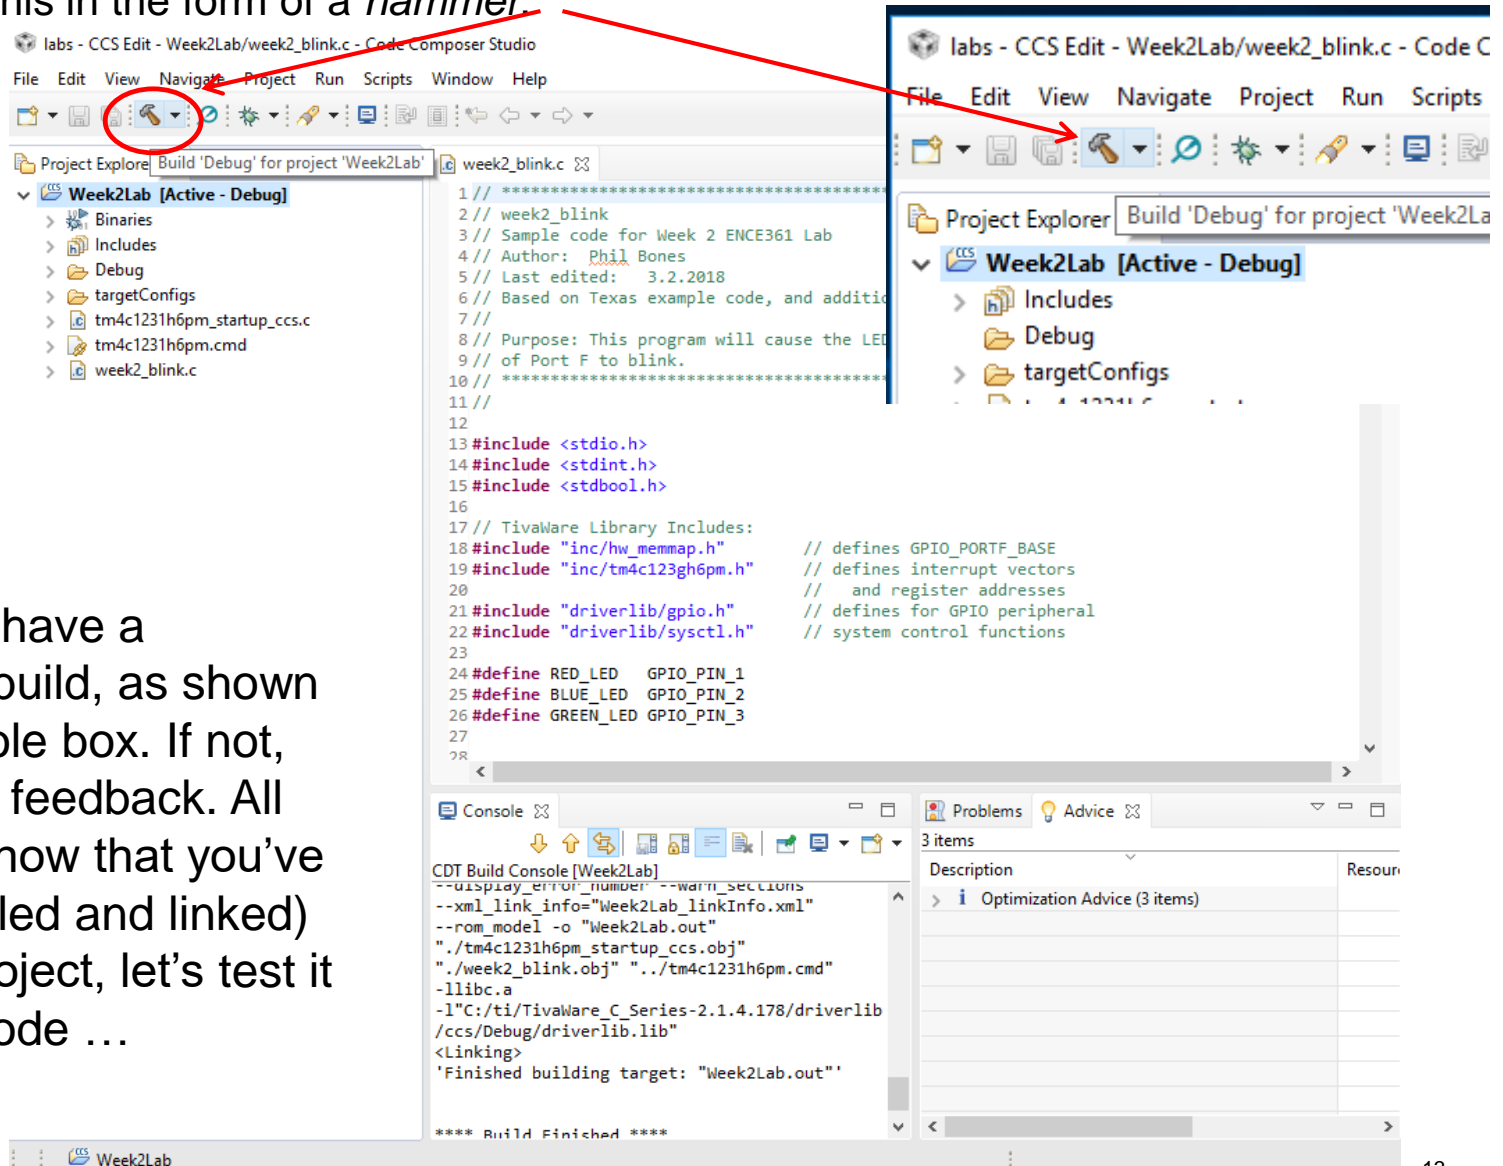 his in the form of a hammer.
labs - CCS Edit - Week2Lab/week2_blink.c - Code Composer Studio
File Edit View Navigate Project Run Scripts Window Help
Project Explore
Build 'Debug' for project 'Week2Lab'
week2_blink.c
Week2Lab [Active - Debug]
Binaries
Includes
Debug
targetConfigs
tm4c1231h6pm_startup_ccs.c
tm4c1231h6pm.cmd
week2_blink.c
1 // ****************************************
2 // week2_blink
3 // Sample code for Week 2 ENCE361 Lab
4 // Author: Phil Bones
5 // Last edited: 3.2.2018
6 // Based on Texas example code, and additio
7 //
8 // Purpose: This program will cause the LED
9 // of Port F to blink.
10 // ****************************************
11 //
12
13 #include <stdio.h>
14 #include <stdint.h>
15 #include <stdbool.h>
16
17 // TivaWare Library Includes:
18 #include "inc/hw_memmap.h" // defines GPIO_PORTF_BASE
19 #include "inc/tm4c123gh6pm.h" // defines interrupt vectors
20 // and register addresses
21 #include "driverlib/gpio.h" // defines for GPIO peripheral
22 #include "driverlib/sysctl.h" // system control functions
23
24 #define RED_LED GPIO_PIN_1
25 #define BLUE_LED GPIO_PIN_2
26 #define GREEN_LED GPIO_PIN_3
27
28
labs - CCS Edit - Week2Lab/week2_blink.c - Code C
File Edit View Navigate Project Run Scripts
Project Explorer
Build 'Debug' for project 'Week2La
Week2Lab [Active - Debug]
Includes
Debug
targetConfigs
have a
build, as shown
ple box. If not,
feedback. All
now that you've
led and linked)
oject, let's test it
ode …
Console
CDT Build Console [Week2Lab]
--display_error_number --warn_sections
--xml_link_info="Week2Lab_linkInfo.xml"
--rom_model -o "Week2Lab.out"
"./tm4c1231h6pm_startup_ccs.obj"
"./week2_blink.obj" "../tm4c1231h6pm.cmd"
-llibc.a
-l"C:/ti/TivaWare_C_Series-2.1.4.178/driverlib
/ccs/Debug/driverlib.lib"
<Linking>
'Finished building target: "Week2Lab.out"'
**** Build Finished ****
Problems Advice
3 items
Description Resour
i Optimization Advice (3 items)
Week2Lab